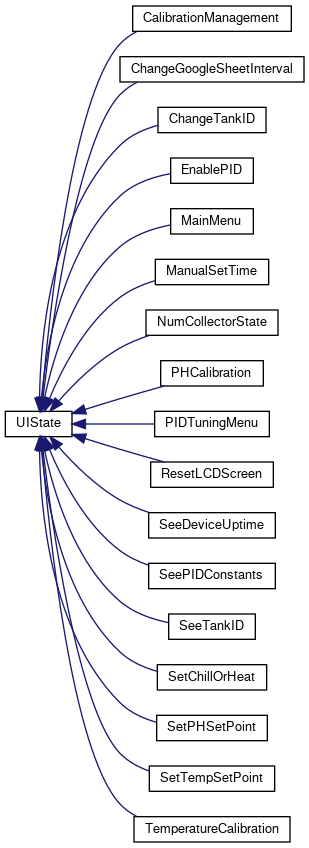 CalibrationManagement
ChangeGoogleSheetInterval
ChangeTankID
EnablePID
MainMenu
ManualSetTime
NumCollectorState
PHCalibration
UIState
PIDTuningMenu
ResetLCDScreen
SeeDeviceUptime
SeePIDConstants
SeeTankID
SetChillOrHeat
SetPHSetPoint
SetTempSetPoint
TemperatureCalibration